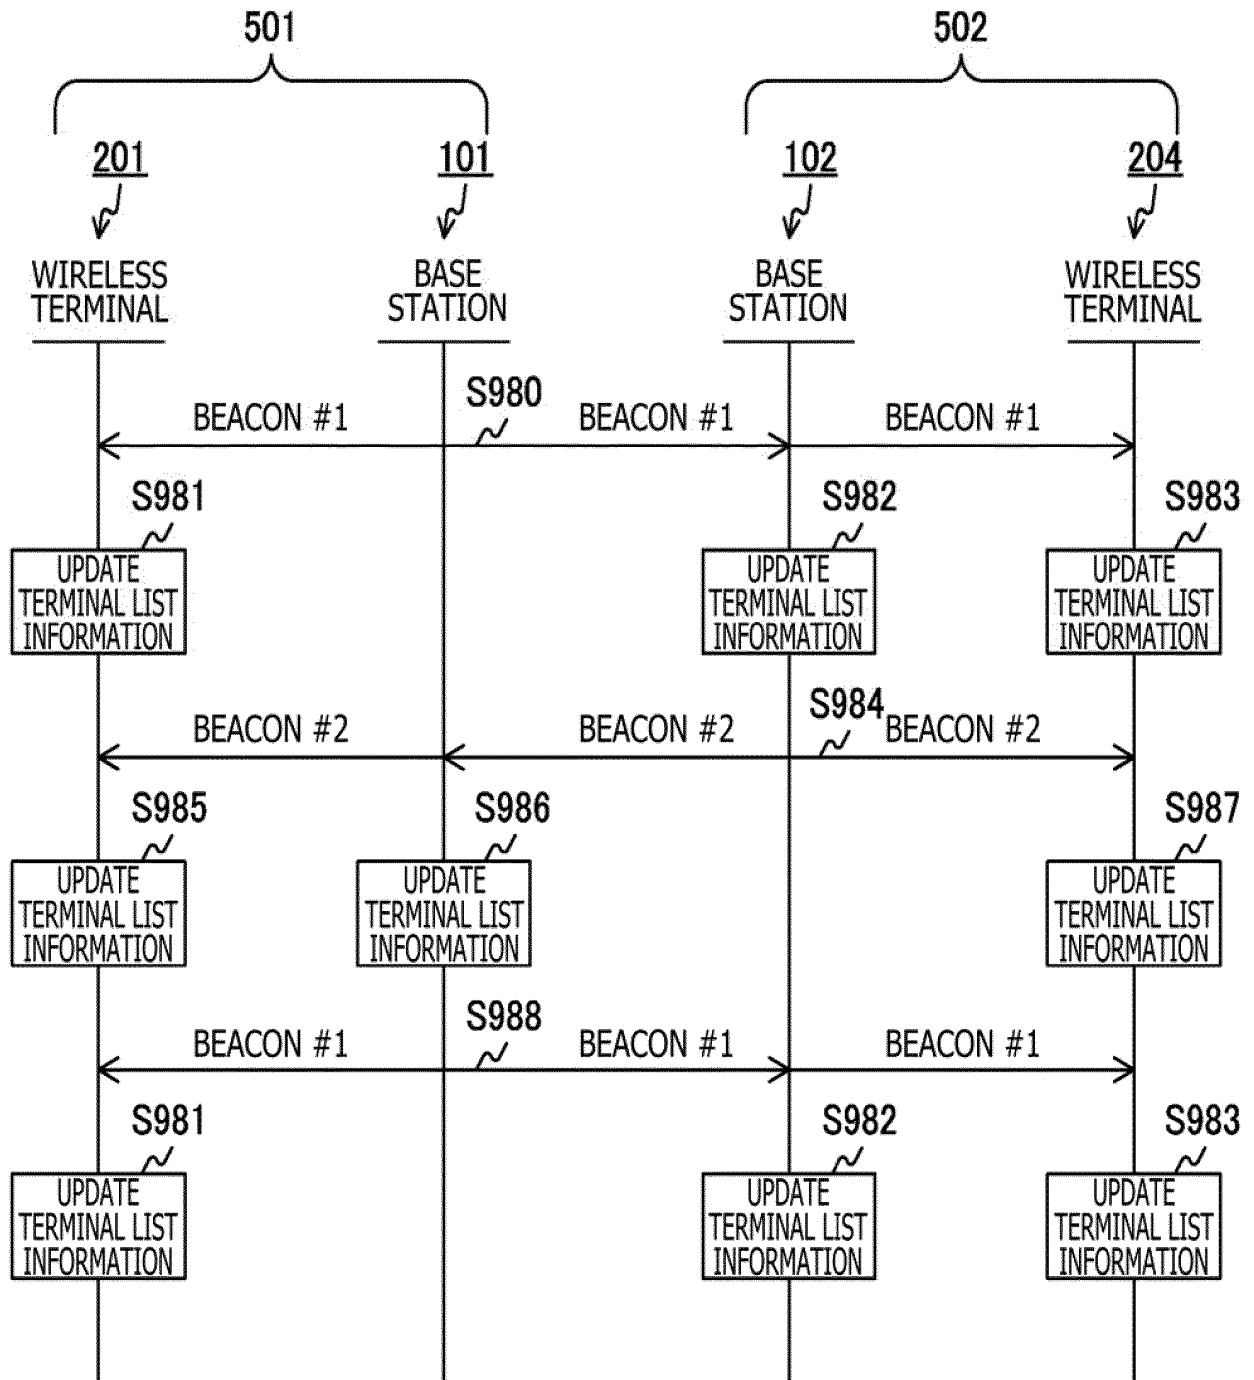 501
502
201
101
102
204
WIRELESS
TERMINAL
BASE
STATION
BASE
STATION
WIRELESS
TERMINAL
S980
BEACON #1
BEACON #1
BEACON #1
S981
S982
S983
UPDATE
TERMINAL LIST
INFORMATION
UPDATE
TERMINAL LIST
INFORMATION
UPDATE
TERMINAL LIST
INFORMATION
S984
BEACON #2
BEACON #2
BEACON #2
S985
S986
S987
UPDATE
TERMINAL LIST
INFORMATION
UPDATE
TERMINAL LIST
INFORMATION
UPDATE
TERMINAL LIST
INFORMATION
S988
BEACON #1
BEACON #1
BEACON #1
S981
S982
S983
UPDATE
TERMINAL LIST
INFORMATION
UPDATE
TERMINAL LIST
INFORMATION
UPDATE
TERMINAL LIST
INFORMATION